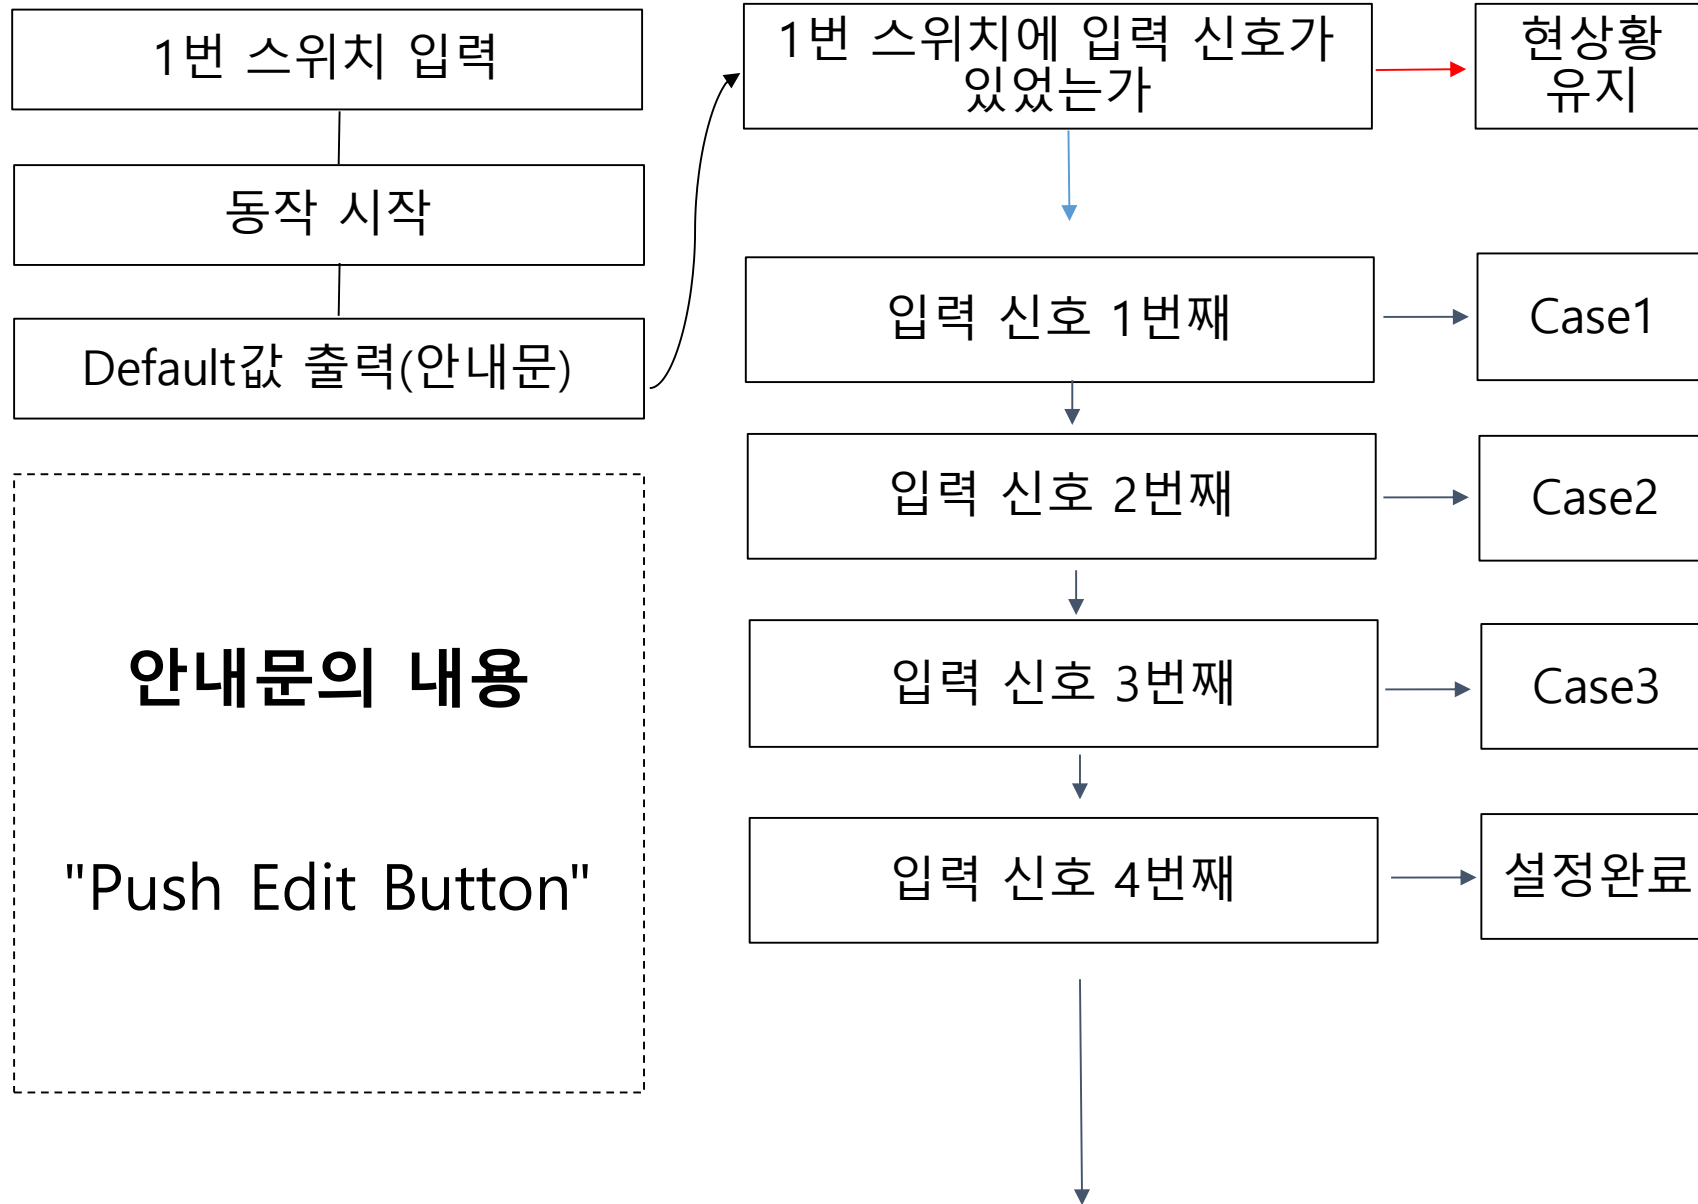 1번 스위치 입력
동작 시작
Default값 출력(안내문)
안내문의 내용
"Push Edit Button"
1번 스위치에 입력 신호가
있었는가
현상황
유지
입력 신호 1번째
Case1
입력 신호 2번째
Case2
입력 신호 3번째
Case3
입력 신호 4번째
설정완료